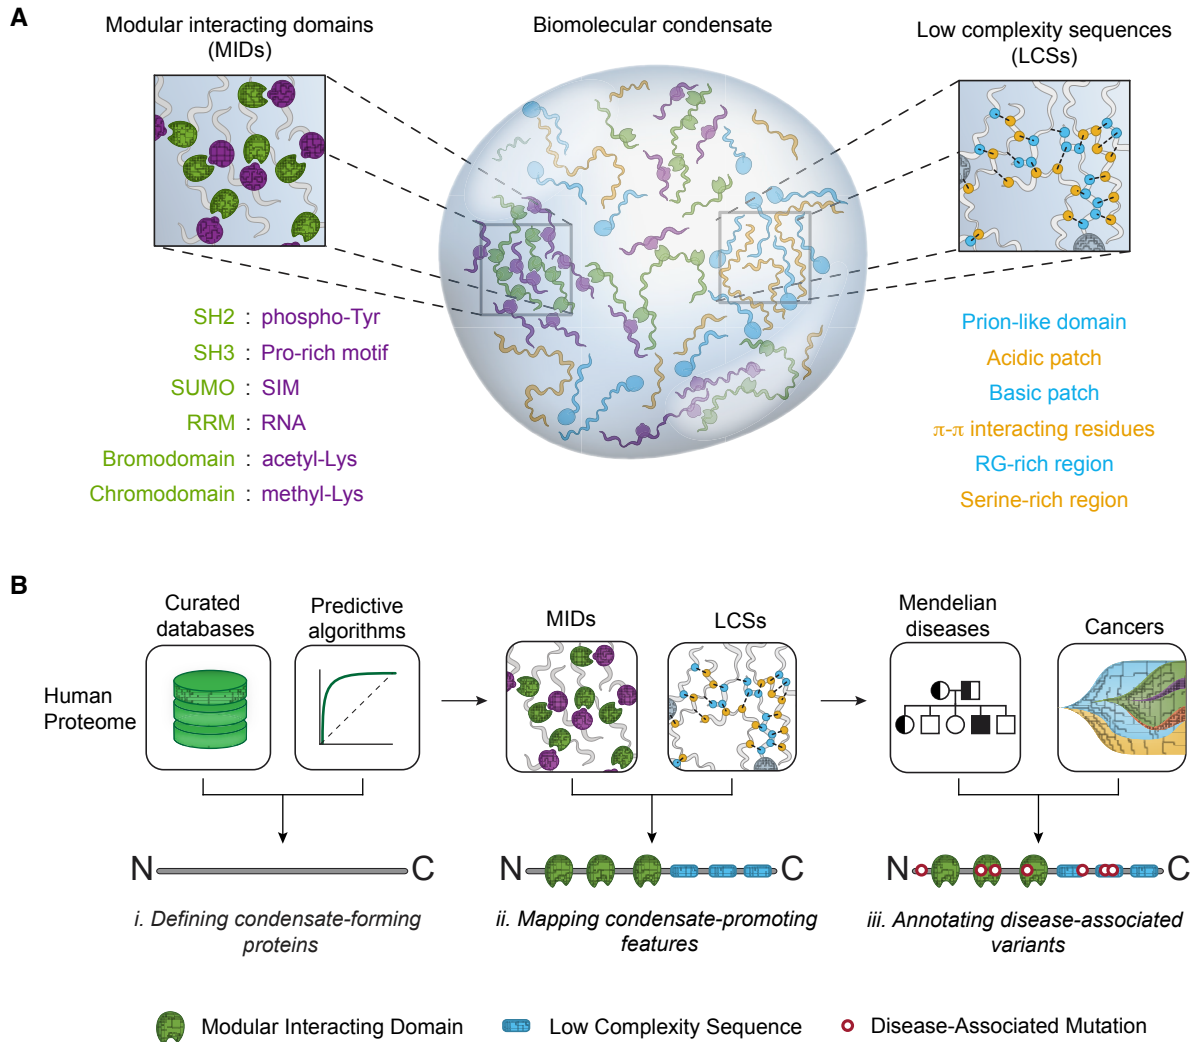 A
Modular interacting domains
(MIDs)
Biomolecular condensate
Low complexity sequences
(LCSs)
SH2 : phospho-Tyr
SH3 : Pro-rich motif
SUMO : SIM
RRM : RNA
Bromodomain : acetyl-Lys
Chromodomain : methyl-Lys
Prion-like domain
Acidic patch
Basic patch
π-π interacting residues
RG-rich region
Serine-rich region
B
Human
Proteome
Curated
databases
Predictive
algorithms
MIDs
LCSs
Mendelian
diseases
Cancers
N C
i. Defining condensate-forming
proteins
N C
ii. Mapping condensate-promoting
features
N C
iii. Annotating disease-associated
variants
Modular Interacting Domain
Low Complexity Sequence
Disease-Associated Mutation